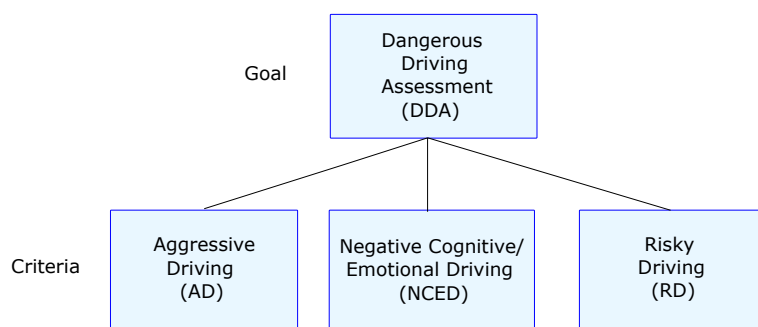 Goal
Dangerous
Driving
Assessment
(DDA)
Criteria
Aggressive
Driving
(AD)
Negative Cognitive/
Emotional Driving
(NCED)
Risky
Driving
(RD)